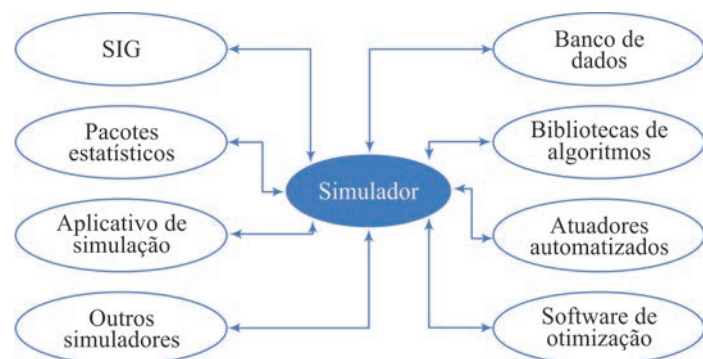 SIG
Pacotes
estatísticos
Aplicativo de
simulação
Outros
simuladores
Simulador
Banco de
dados
Bibliotecas de
algoritmos
Atuadores
automatizados
Software de
otimização